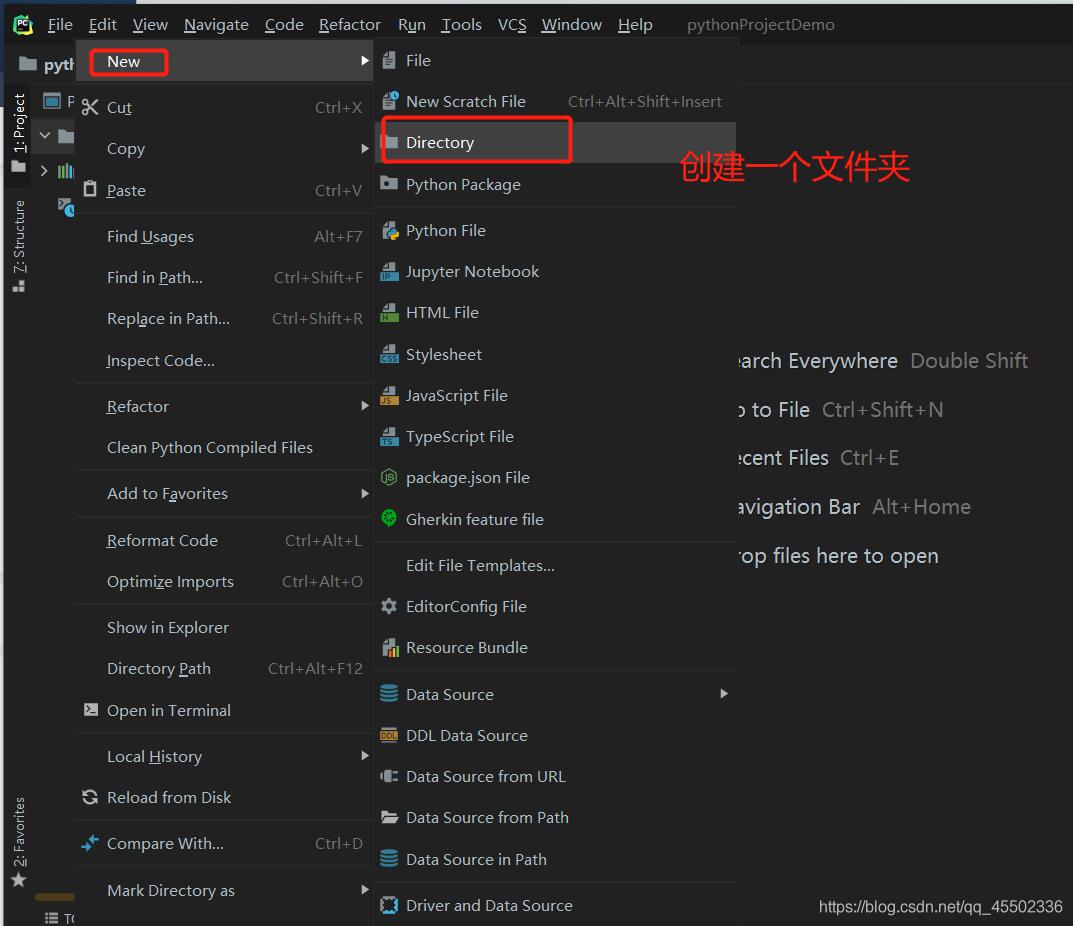 File Edit View Navigate Code Refactor Run Tools VCS Window Help pythonProjectDemo
1: Project
7: Structure
2: Favorites
New
Cut Ctrl+X
Copy
Paste Ctrl+V
Find Usages Alt+F7
Find in Path... Ctrl+Shift+F
Replace in Path... Ctrl+Shift+R
Inspect Code...
Refactor
Clean Python Compiled Files
Add to Favorites
Reformat Code Ctrl+Alt+L
Optimize Imports Ctrl+Alt+O
Show in Explorer
Directory Path Ctrl+Alt+F12
Open in Terminal
Local History
Reload from Disk
Compare With... Ctrl+D
Mark Directory as
File
New Scratch File Ctrl+Alt+Shift+Insert
Directory
创建一个文件夹
Python Package
Python File
Jupyter Notebook
HTML File
Stylesheet
JavaScript File
TypeScript File
package.json File
Gherkin feature file
Edit File Templates...
EditorConfig File
Resource Bundle
Data Source
DDL Data Source
Data Source from URL
Data Source from Path
Data Source in Path
Driver and Data Source
earch Everywhere Double Shift
o to File Ctrl+Shift+N
ecent Files Ctrl+E
avigation Bar Alt+Home
rop files here to open
https://blog.csdn.net/qq_45502336